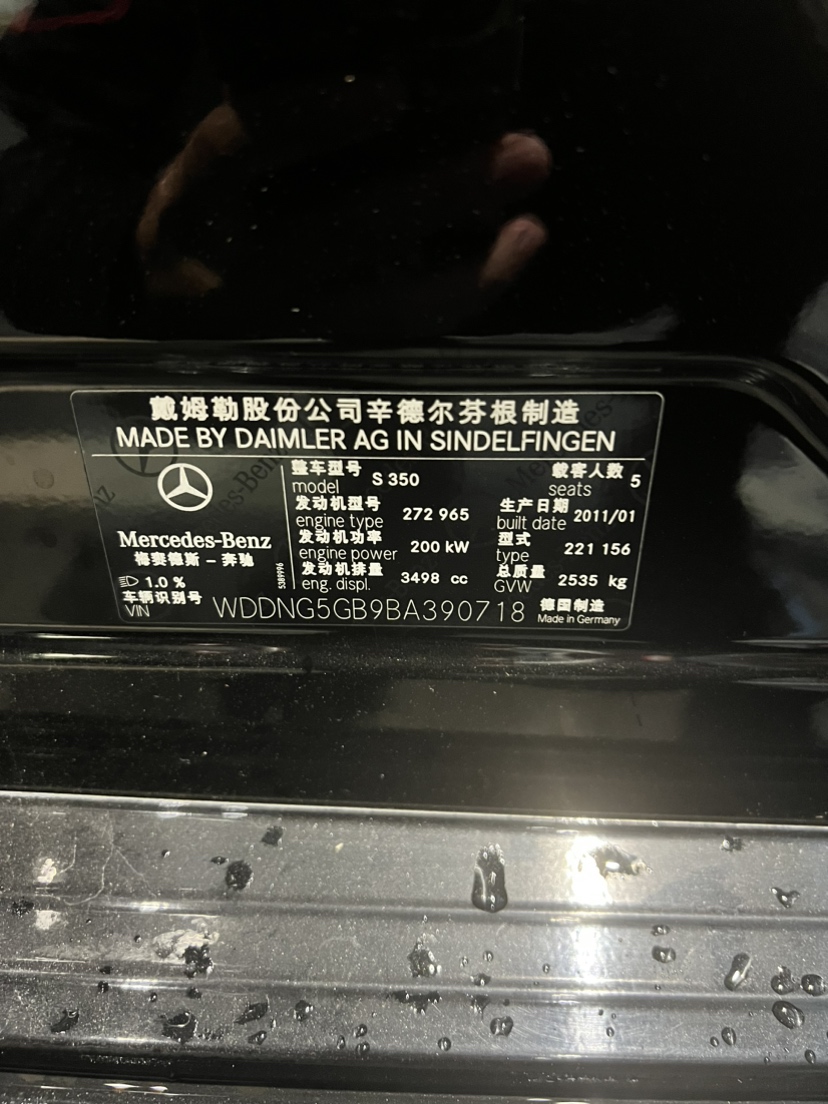 戴姆勒股份公司辛德尔芬根制造
MADE BY DAIMLER AG IN SINDELFINGEN
Mercedes-Benz
梅赛德斯 – 奔驰
1.0 %
整车型号
model S 350
载客人数
seats 5
发动机型号
engine type 272 965
生产日期
built date 2011/01
发动机功率
engine power 200 kW
型式
type 221 156
发动机排量
eng. displ. 3498 cc
总质量
GVW 2535 kg
车辆识别号
VIN WDDNG5GB9BA390718
德国制造
Made in Germany